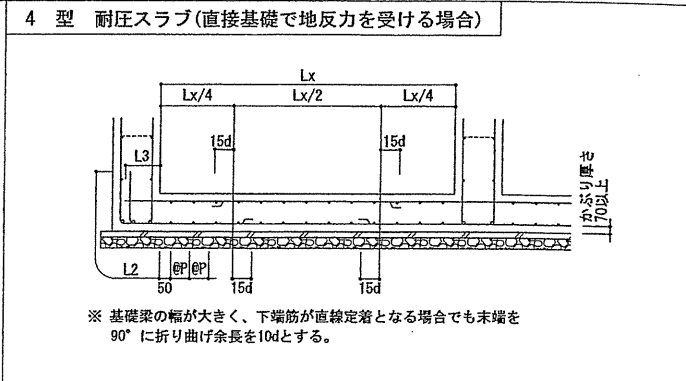 4 型 耐圧スラブ(直接基礎で地反力を受ける場合)
Lx
Lx/4 Lx/2 Lx/4
15d 15d
L3
かぶり厚さ
70以上
L2 @P @P
50 15d 15d
※ 基礎梁の幅が大きく、下端筋が直線定着となる場合でも末端を
90°に折り曲げ余長を10dとする。